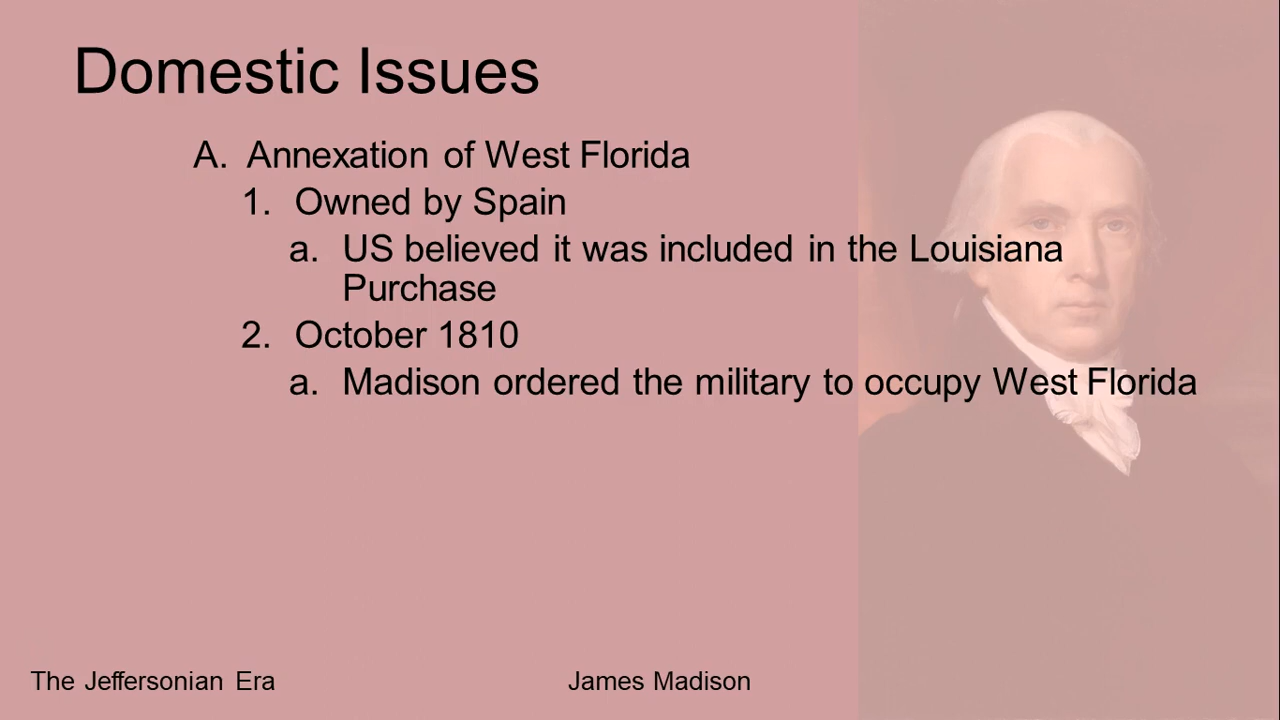 Domestic Issues
A. Annexation of West Florida
1. Owned by Spain
a. US believed it was included in the Louisiana
Purchase
2. October 1810
a. Madison ordered the military to occupy West Florida
The Jeffersonian Era
James Madison